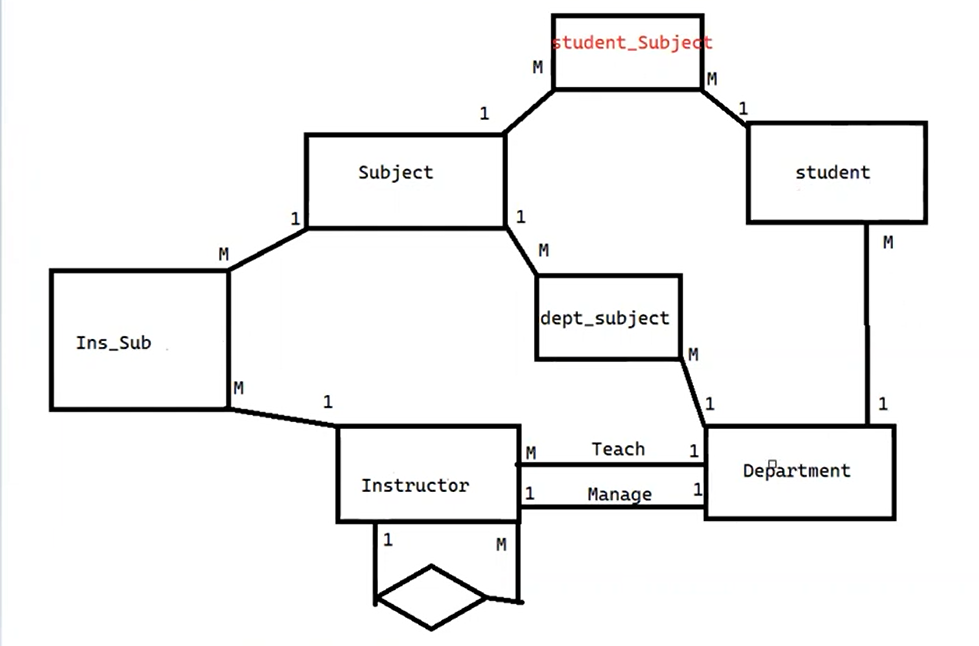 student_Subject
M
M
1
1
Subject
student
1
1
M
M
M
Ins_Sub
dept_subject
M
M
1
1
1
M
Teach
1
Instructor
Department
1
Manage
1
1
M